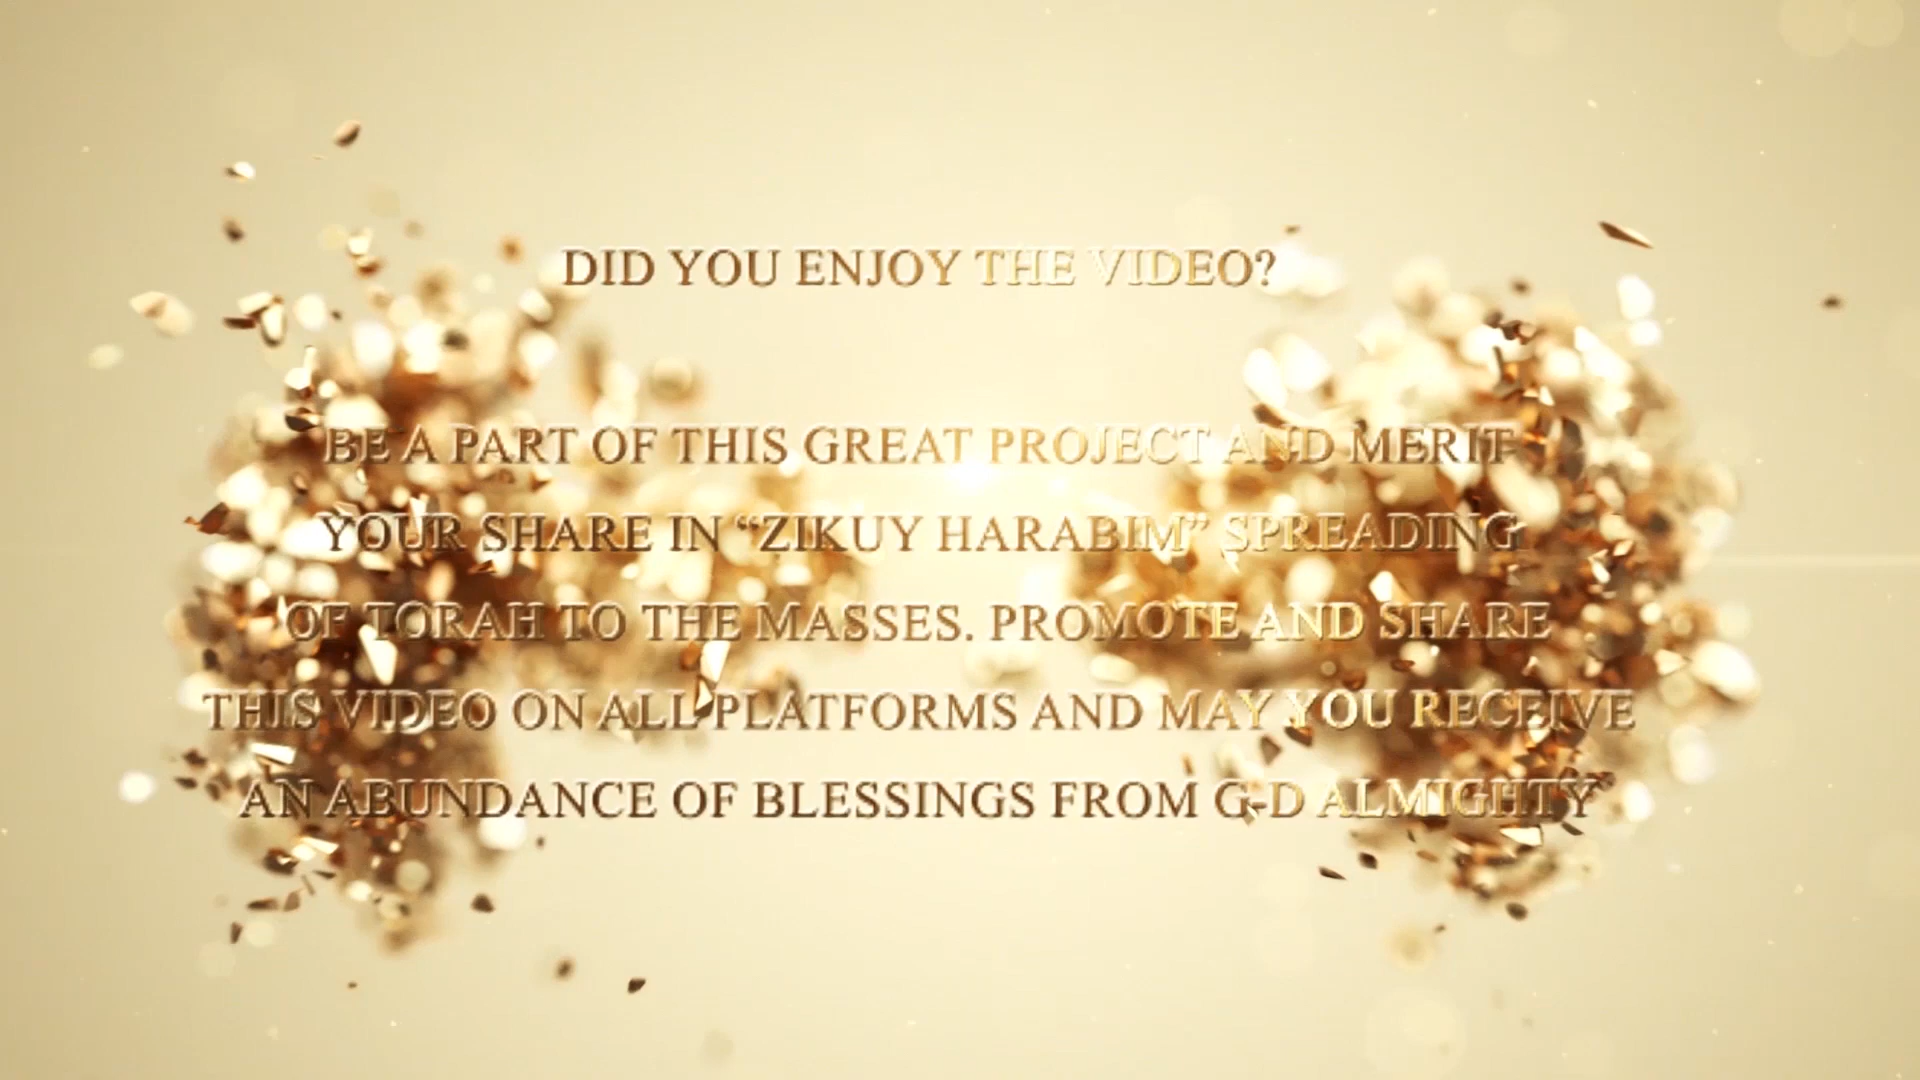 DID YOU ENJOY THE VIDEO?
BE A PART OF THIS GREAT PROJECT AND MERIT
YOUR SHARE IN “ZIKUY HARABIM” SPREADING
OF TORAH TO THE MASSES. PROMOTE AND SHARE
THIS VIDEO ON ALL PLATFORMS AND MAY YOU RECEIVE
AN ABUNDANCE OF BLESSINGS FROM G-D ALMIGHTY